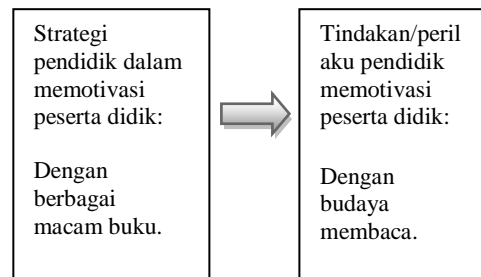 Strategi
pendidik dalam
memotivasi
peserta didik:
Dengan
berbagai
macam buku.
Tindakan/peril
aku pendidik
memotivasi
peserta didik:
Dengan
budaya
membaca.